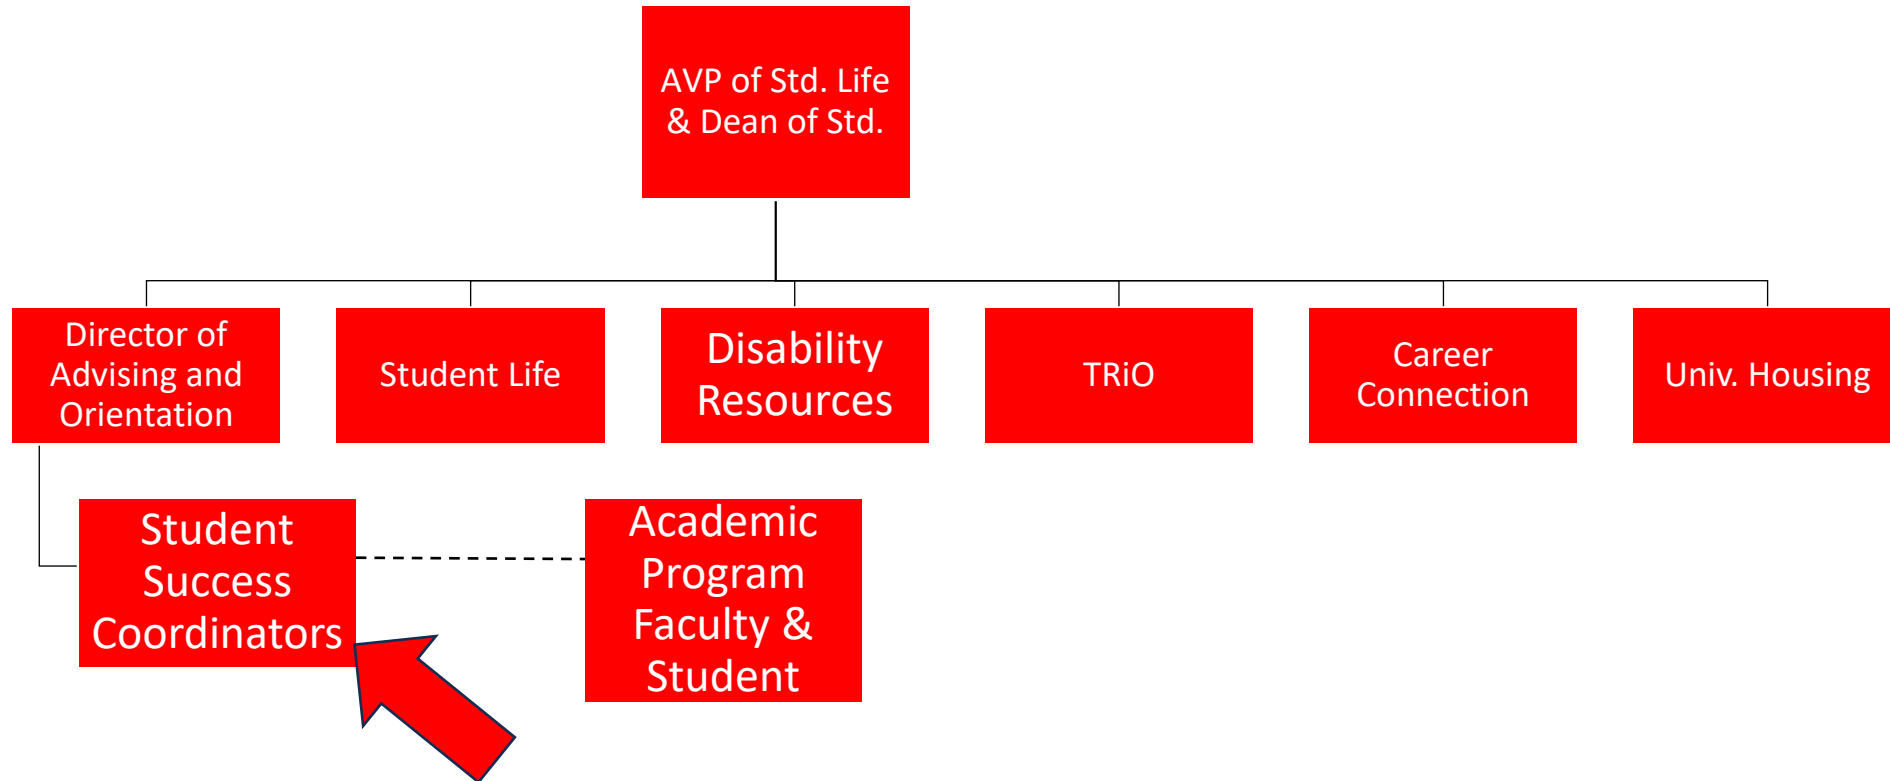 AVP of Std. Life
& Dean of Std.
Director of
Advising and
Orientation
Student Life
Disability
Resources
TRiO
Career
Connection
Univ. Housing
Student
Success
Coordinators
Academic
Program
Faculty &
Student